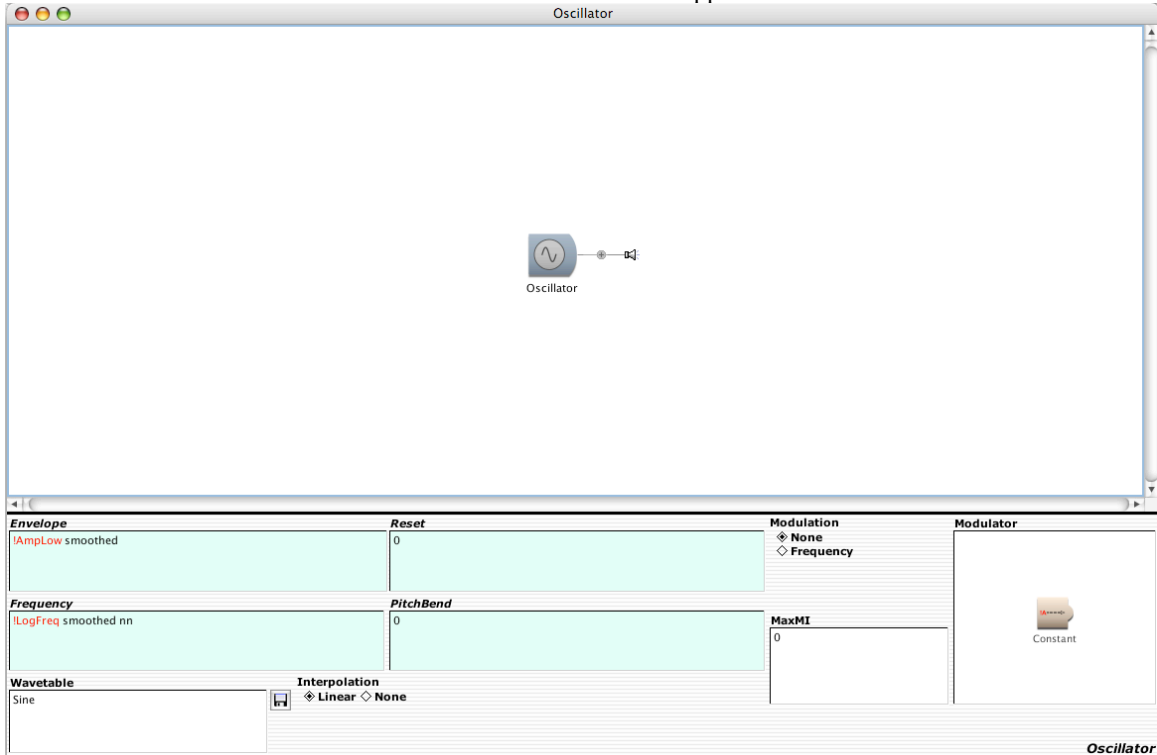 Oscillator
Oscillator
Envelope
!AmpLow smoothed
Reset
0
Modulation
None
Frequency
Modulator
Constant
Frequency
!LogFreq smoothed nn
PitchBend
0
MaxMI
0
Wavetable
Sine
Interpolation
Linear None
Oscillator